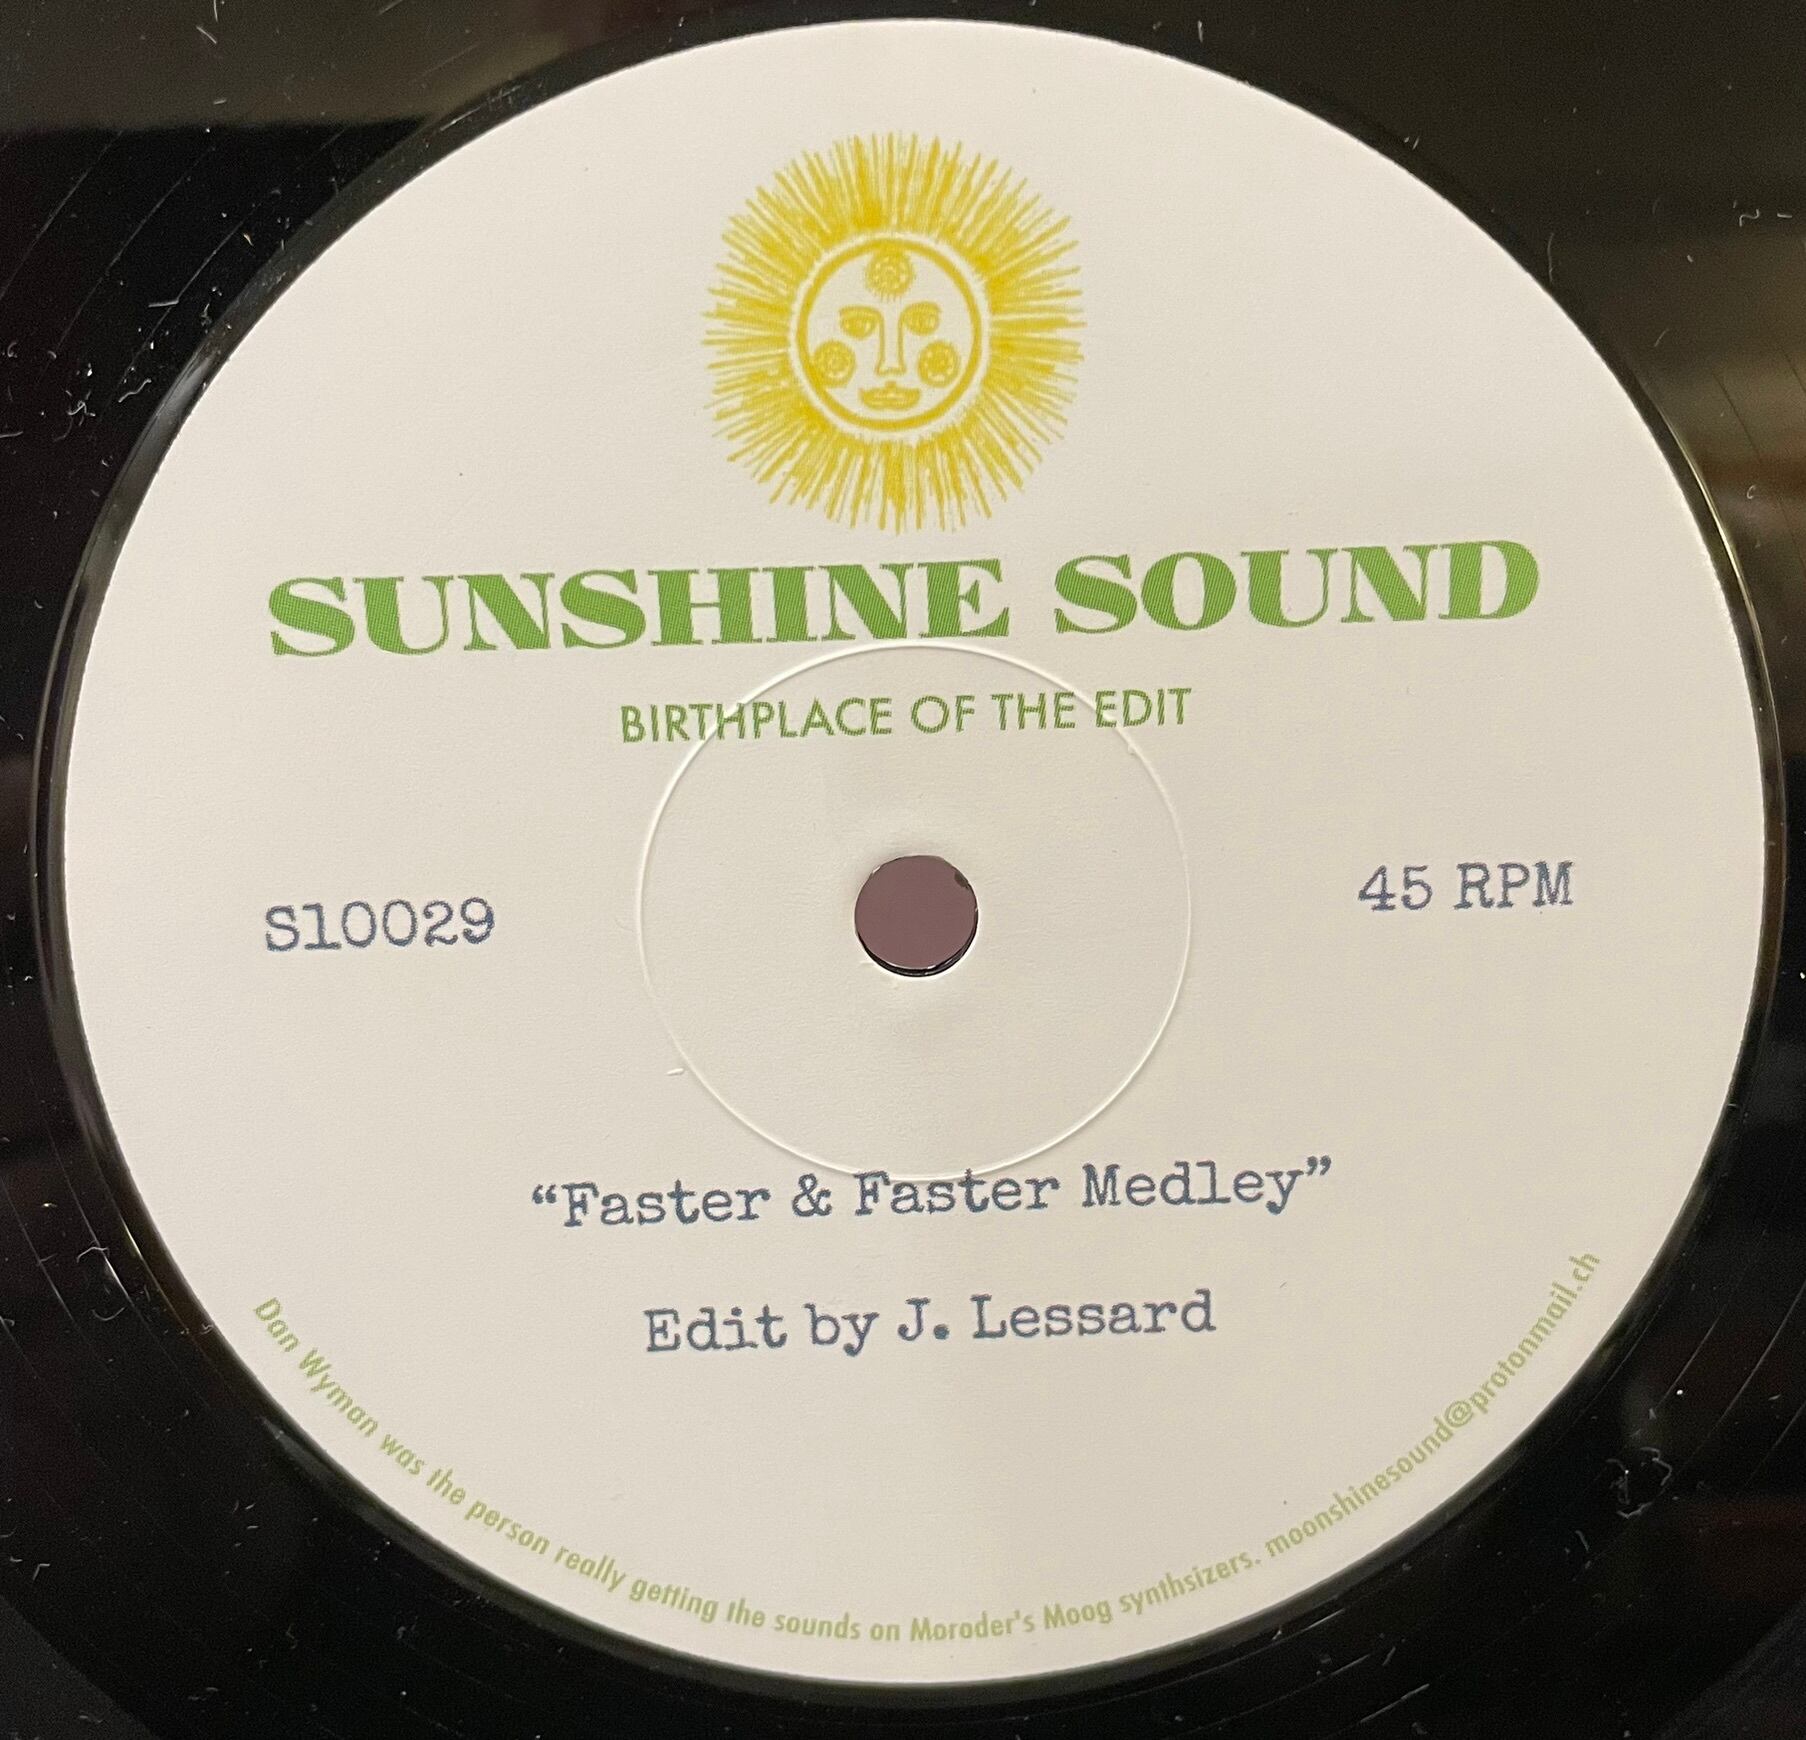 SUNSHINE SOUND
BIRTHPLACE OF THE EDIT
S10029
45 RPM
“Faster & Faster Medley”
Edit by J. Lessard
Dan Wyman was the person really getting the sounds on Moroder's Moog synthsizers. moonshinesound@protonmail.ch